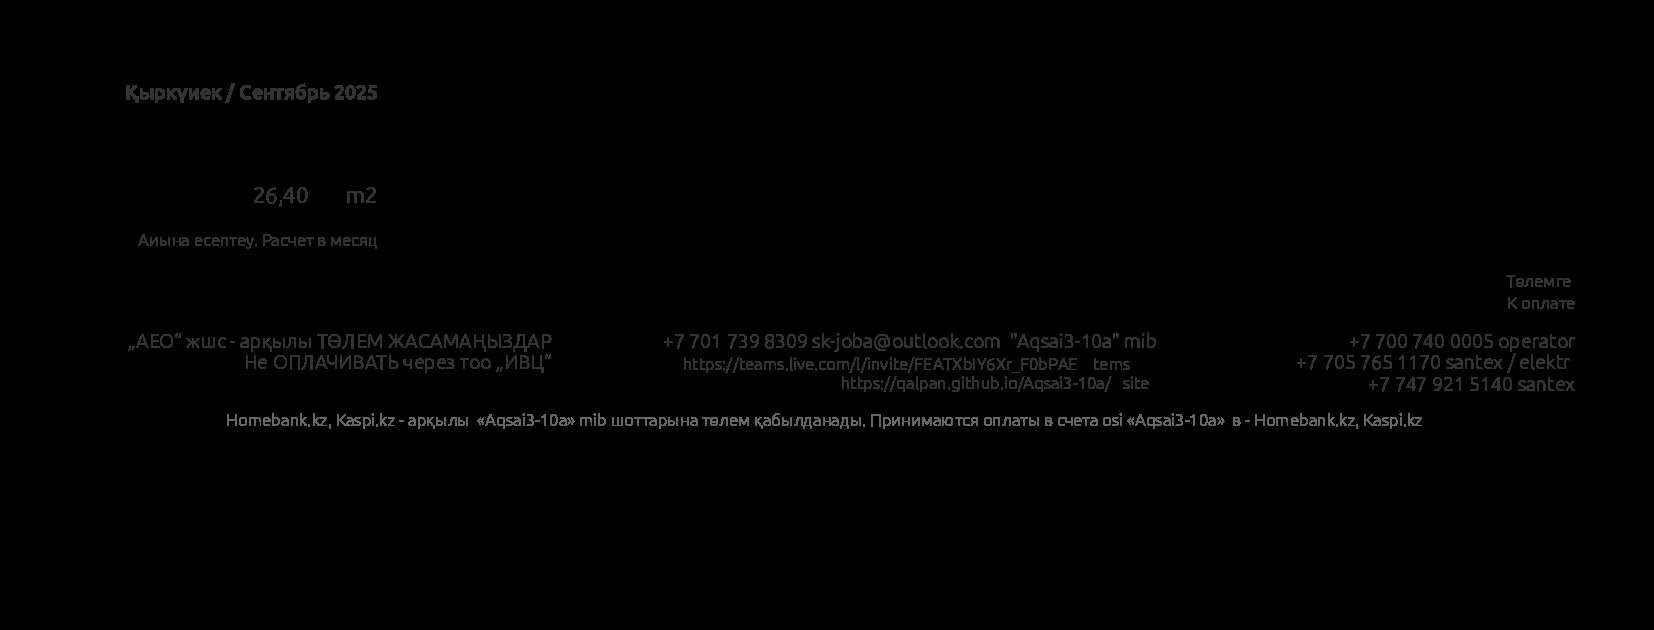 Қыркүиек / Сентябрь 2025
26,40 m2
Аиына есептеу. Расчет в месяц
Төлемге
К оплате
„АЕО“ жшс - арқылы ТӨЛЕМ ЖАСАМАҢЫЗДАР
Не ОПЛАЧИВАТЬ через тоо „ИВЦ“
+7 701 739 8309 sk-joba@outlook.com "Aqsai3-10a" mib
https://teams.live.com/l/invite/FEATXbIY6Xr_F0bPAE tems
https://qalpan.github.io/Aqsai3-10a/ site
+7 700 740 0005 operator
+7 705 765 1170 santex / elektr
+7 747 921 5140 santex
Homebank.kz, Kaspi.kz - арқылы «Aqsai3-10a» mib шоттарына төлем қабылданады. Принимаются оплаты в счета osi «Aqsai3-10a» в - Homebank.kz, Kaspi.kz